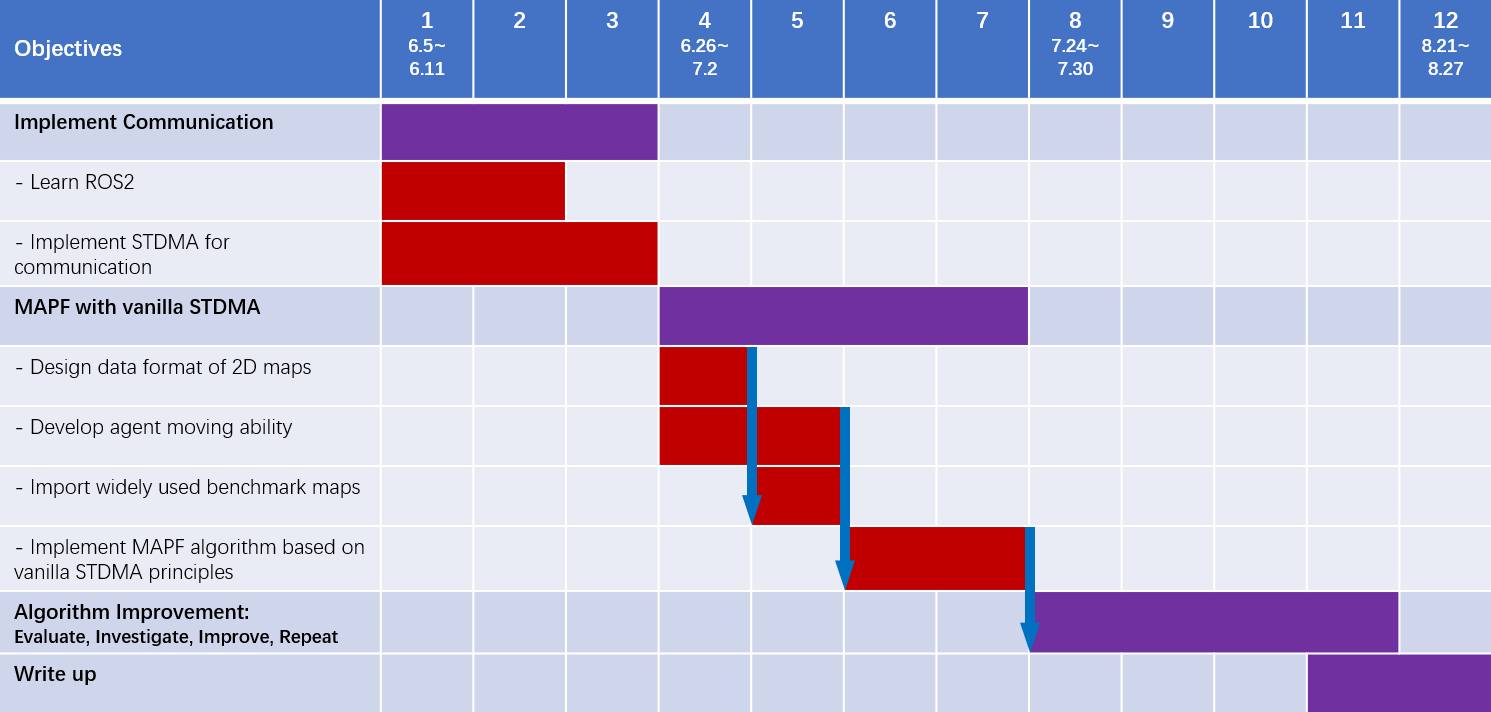 Objectives
1
6.5~
6.11
2
3
4
6.26~
7.2
5
6
7
8
7.24~
7.30
9
10
11
12
8.21~
8.27
Implement Communication
- Learn ROS2
- Implement STDMA for
communication
MAPF with vanilla STDMA
- Design data format of 2D maps
- Develop agent moving ability
- Import widely used benchmark maps
- Implement MAPF algorithm based on
vanilla STDMA principles
Algorithm Improvement:
Evaluate, Investigate, Improve, Repeat
Write up